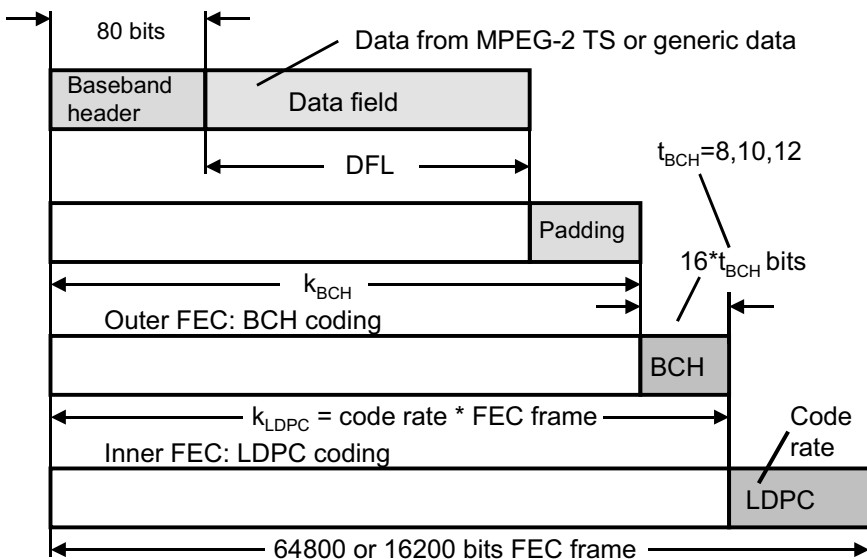 80 bits
Data from MPEG-2 TS or generic data
Baseband
header
Data field
DFL
t_BCH=8,10,12
Padding
16*t_BCH bits
k_BCH
Outer FEC: BCH coding
BCH
k_LDPC = code rate * FEC frame
Code
rate
Inner FEC: LDPC coding
LDPC
64800 or 16200 bits FEC frame